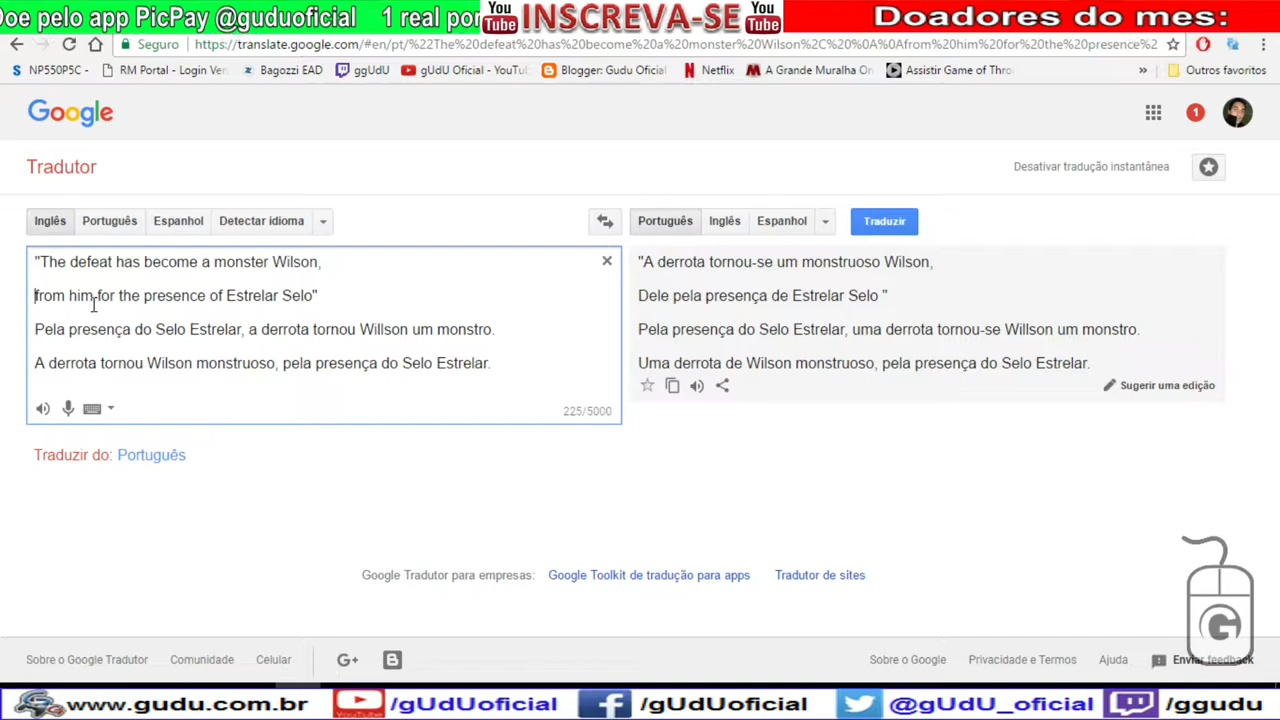 Doe pelo app PicPay @guduoficial 1 real por
You Tube INSCREVA-SE You Tube
Doadores do mes:
Seguro https://translate.google.com/#en/pt/%22The%20defeat%20has%20become%20a%20monster%20Wilson%2C%20%0A%0Afrom%20him%20for%20the%20presence%2
NP550P5C - RM Portal - Login Ver Bagozzi EAD ggUdU gUdU Oficial - YouTu Blogger: Gudu Oficial Netflix A Grande Muralha On Assistir Game of Thro » Outros favoritos
Google 1
Tradutor
Desativar tradução instantânea
Inglês Português Espanhol Detectar idioma
Português Inglês Espanhol Traduzir
"The defeat has become a monster Wilson,
from him for the presence of Estrelar Selo"
Pela presença do Selo Estrelar, a derrota tornou Willson um monstro.
A derrota tornou Wilson monstruoso, pela presença do Selo Estrelar.
225/5000
"A derrota tornou-se um monstruoso Wilson,
Dele pela presença de Estrelar Selo "
Pela presença do Selo Estrelar, uma derrota tornou-se Willson um monstro.
Uma derrota de Wilson monstruoso, pela presença do Selo Estrelar.
Sugerir uma edição
Traduzir do: Português
Google Tradutor para empresas: Google Toolkit de tradução para apps Tradutor de sites
G
Sobre o Google Tradutor Comunidade Celular G+ B
Sobre o Google Privacidade e Termos Ajuda Enviar feedback
www.gudu.com.br YouTube /gUdUoficial f /gUdUoficial @gUdU_oficial /ggudu